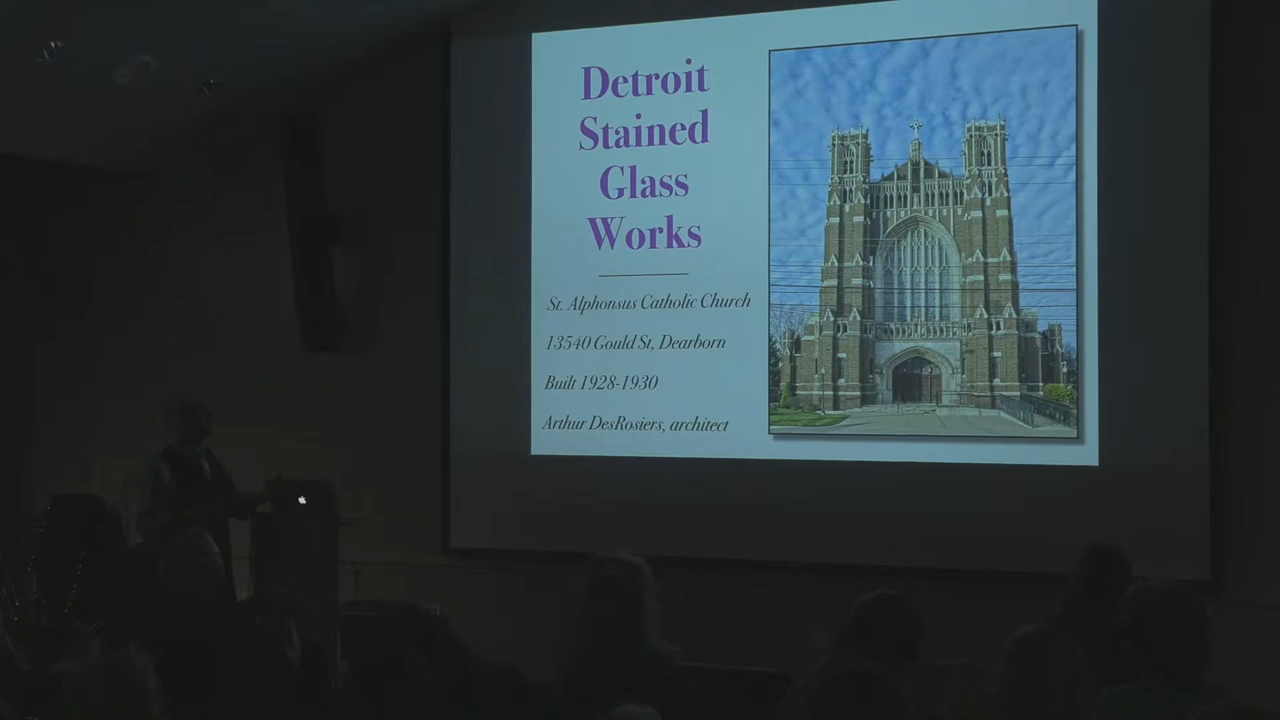 Detroit
Stained
Glass
Works
St. Alphonsus Catholic Church
13540 Gould St, Dearborn
Built 1928-1930
Arthur DesRosiers, architect